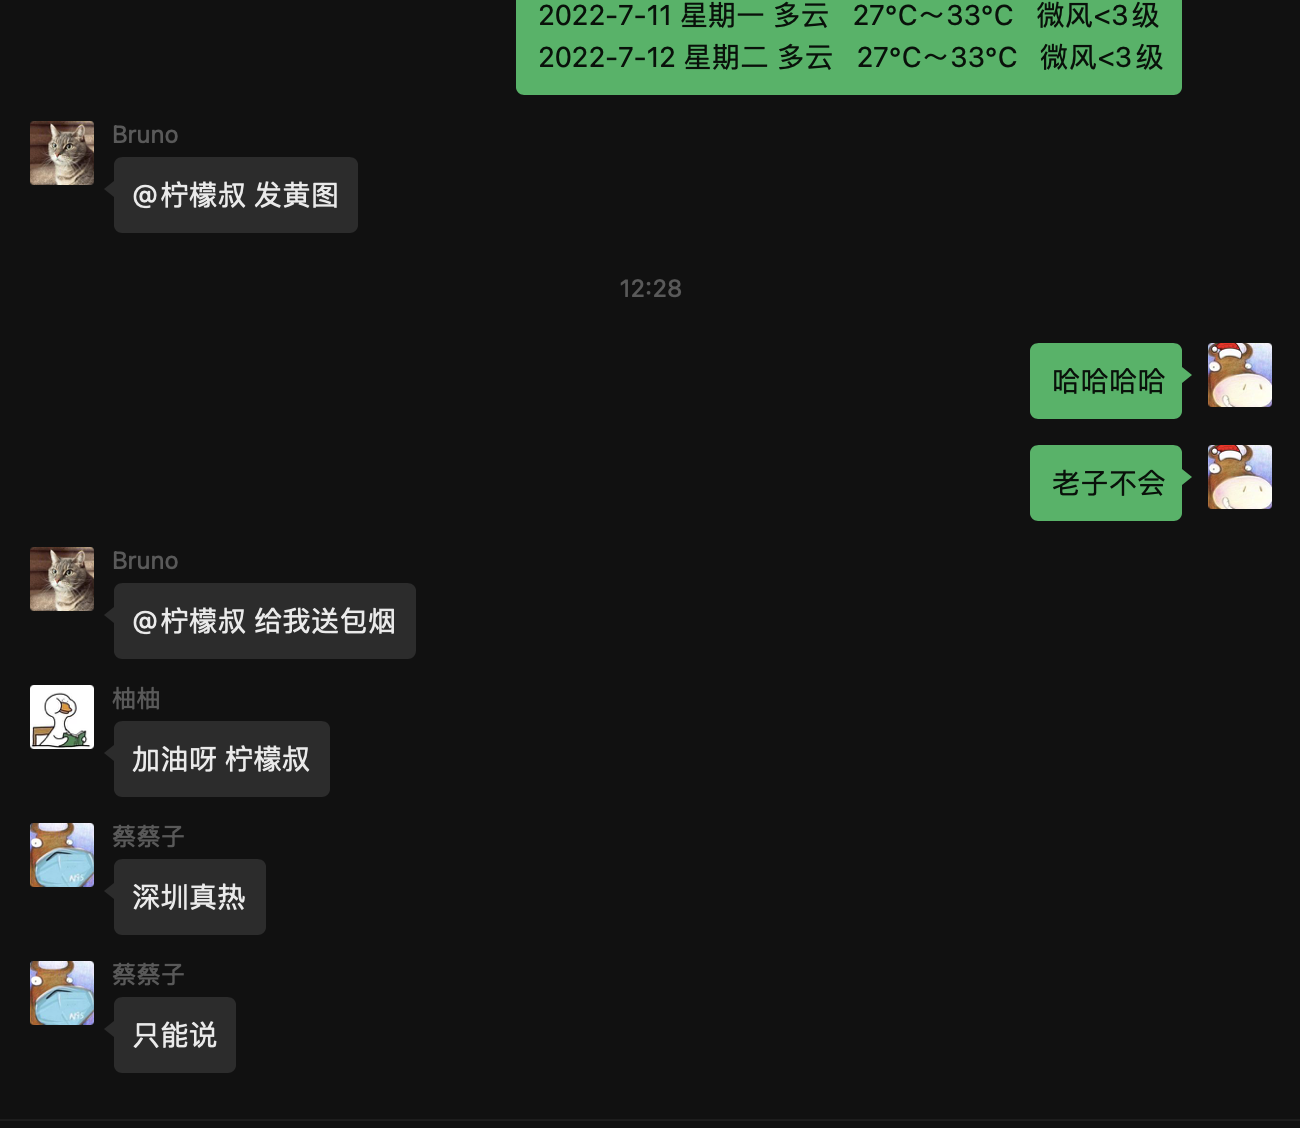 2022-7-11 星期一 多云 27°C～33°C 微风<3级
2022-7-12 星期二 多云 27°C～33°C 微风<3级
Bruno
@柠檬叔 发黄图
12:28
哈哈哈哈
老子不会
Bruno
@柠檬叔 给我送包烟
柚柚
加油呀 柠檬叔
蔡蔡子
深圳真热
蔡蔡子
只能说